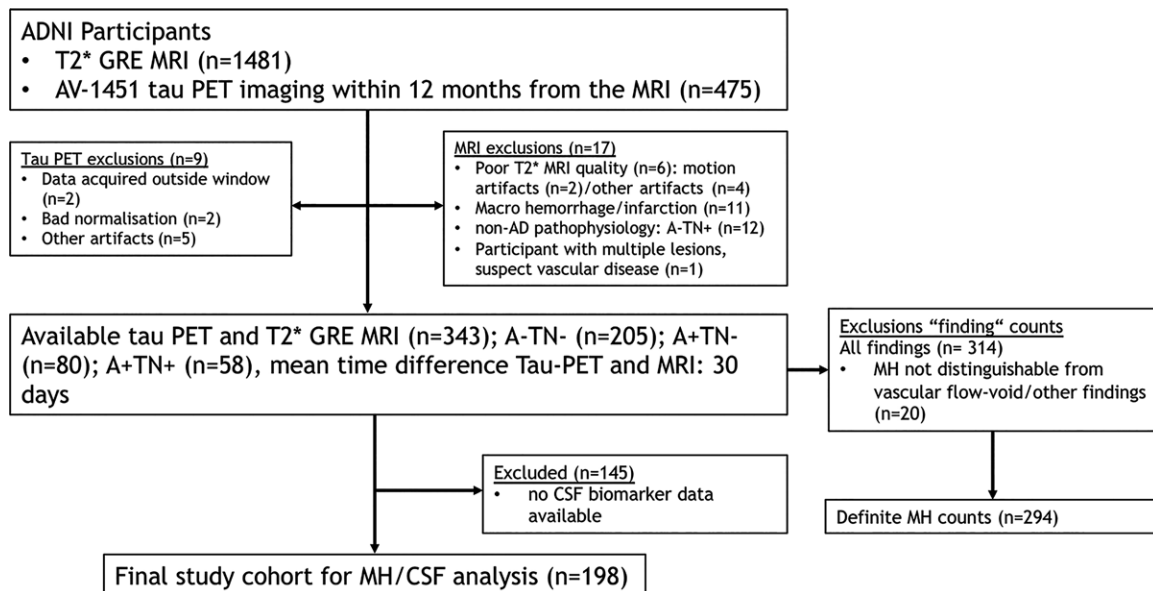 ADNI Participants
• T2* GRE MRI (n=1481)
• AV-1451 tau PET imaging within 12 months from the MRI (n=475)
Tau PET exclusions (n=9)
• Data acquired outside window
(n=2)
• Bad normalisation (n=2)
• Other artifacts (n=5)
MRI exclusions (n=17)
• Poor T2* MRI quality (n=6): motion
artifacts (n=2)/other artifacts (n=4)
• Macro hemorrhage/infarction (n=11)
• non-AD pathophysiology: A-TN+ (n=12)
• Participant with multiple lesions,
suspect vascular disease (n=1)
Available tau PET and T2* GRE MRI (n=343); A-TN- (n=205); A+TN-
(n=80); A+TN+ (n=58), mean time difference Tau-PET and MRI: 30
days
Exclusions “finding“ counts
All findings (n= 314)
• MH not distinguishable from
vascular flow-void/other findings
(n=20)
Excluded (n=145)
• no CSF biomarker data
available
Definite MH counts (n=294)
Final study cohort for MH/CSF analysis (n=198)